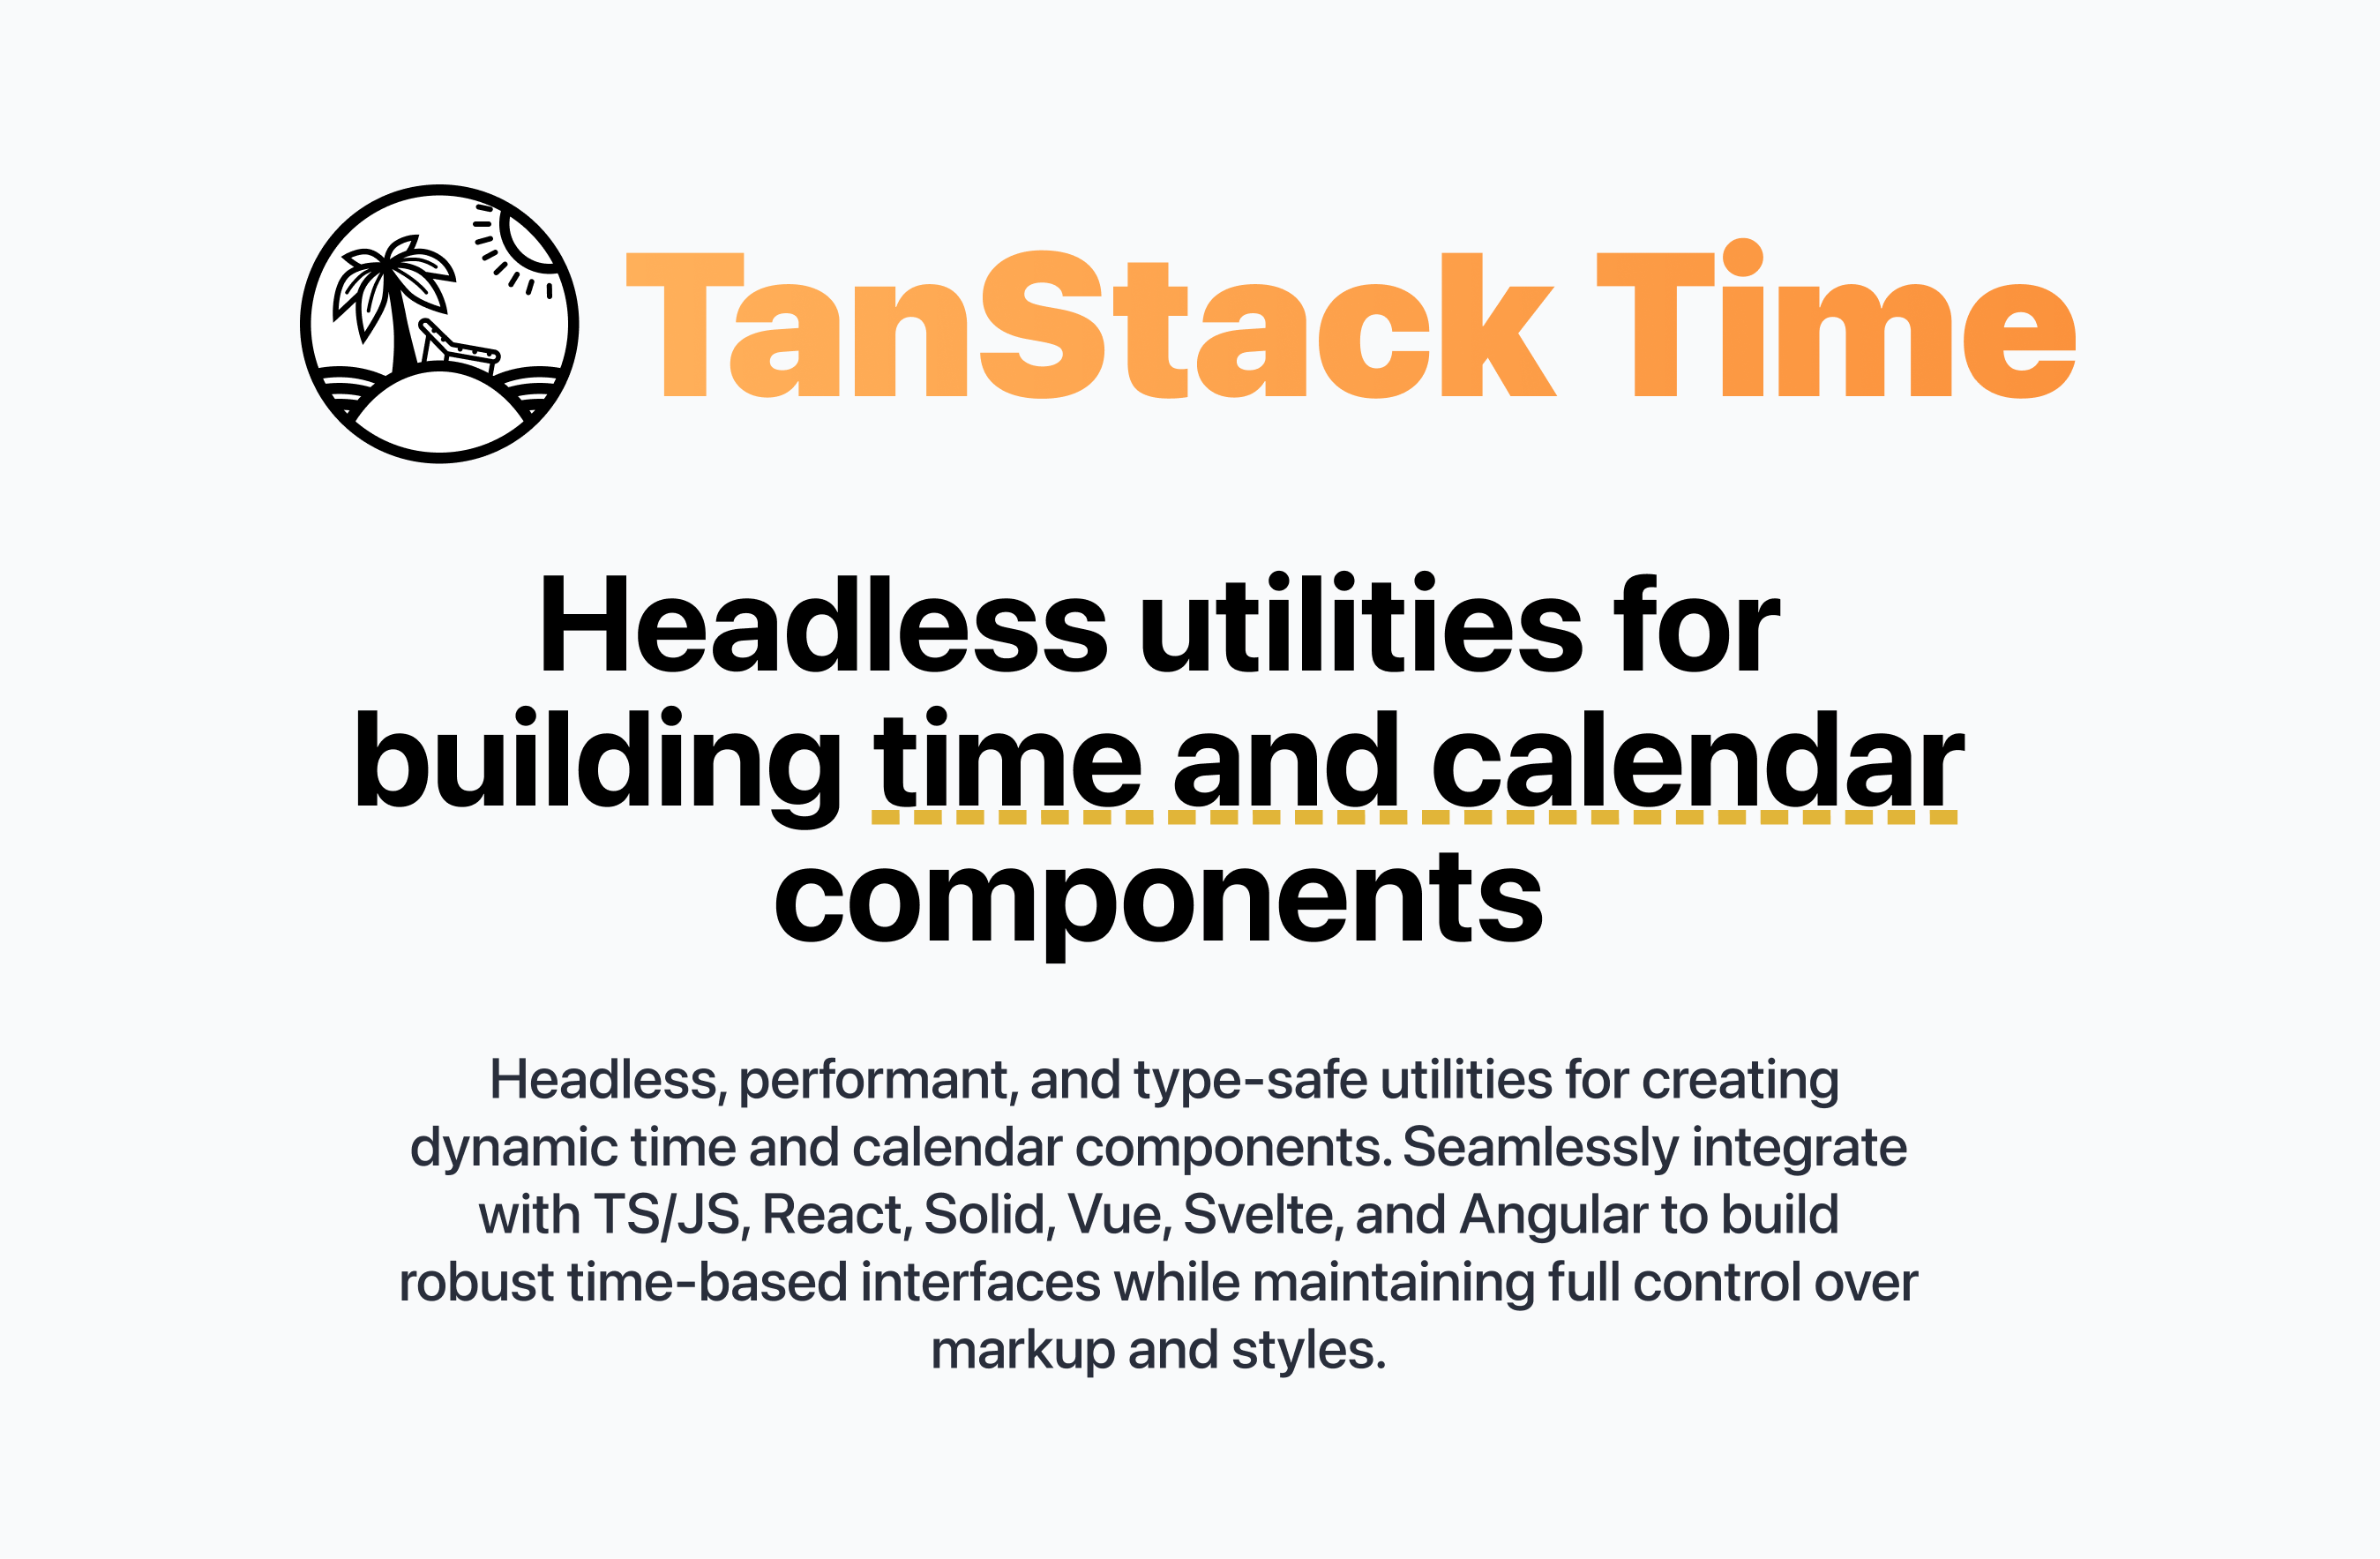 TanStack Time
Headless utilities for
building time and calendar
components
Headless, performant, and type-safe utilities for creating
dynamic time and calendar components. Seamlessly integrate
with TS/JS, React, Solid, Vue, Svelte, and Angular to build
robust time-based interfaces while maintaining full control over
markup and styles.